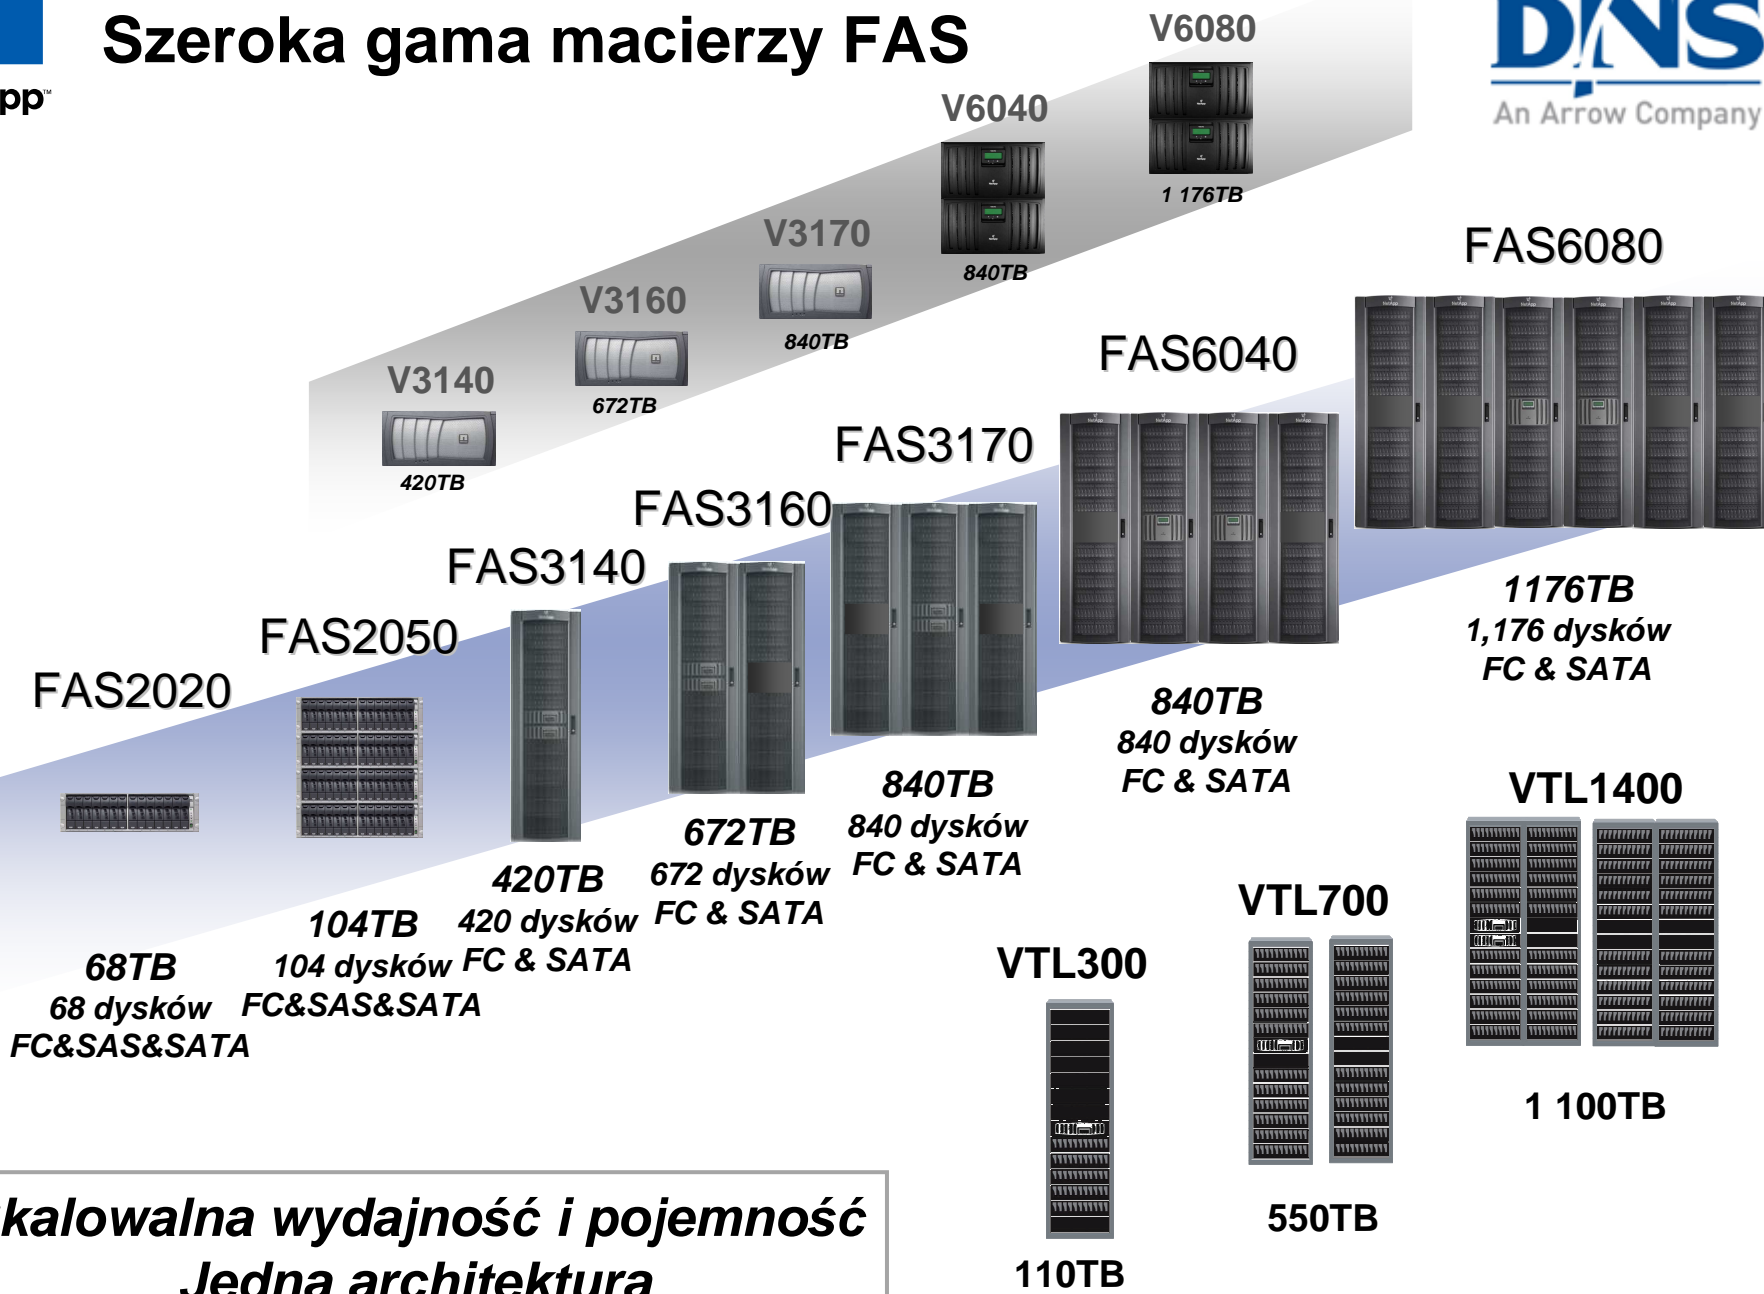 Szeroka gama macierzy FAS
pp™
DNS
An Arrow Company
V6080
1 176TB
V6040
840TB
V3170
840TB
V3160
672TB
V3140
420TB
FAS6080
1176TB
1,176 dysków
FC & SATA
FAS6040
840TB
840 dysków
FC & SATA
FAS3170
840TB
840 dysków
FC & SATA
FAS3160
672TB
672 dysków
FC & SATA
FAS3140
420TB
420 dysków
FC & SATA
FAS2050
104TB
104 dysków
FC&SAS&SATA
FAS2020
68TB
68 dysków
FC&SAS&SATA
VTL1400
1 100TB
VTL700
550TB
VTL300
110TB
kalowalna wydajność i pojemność
Jedna architektura